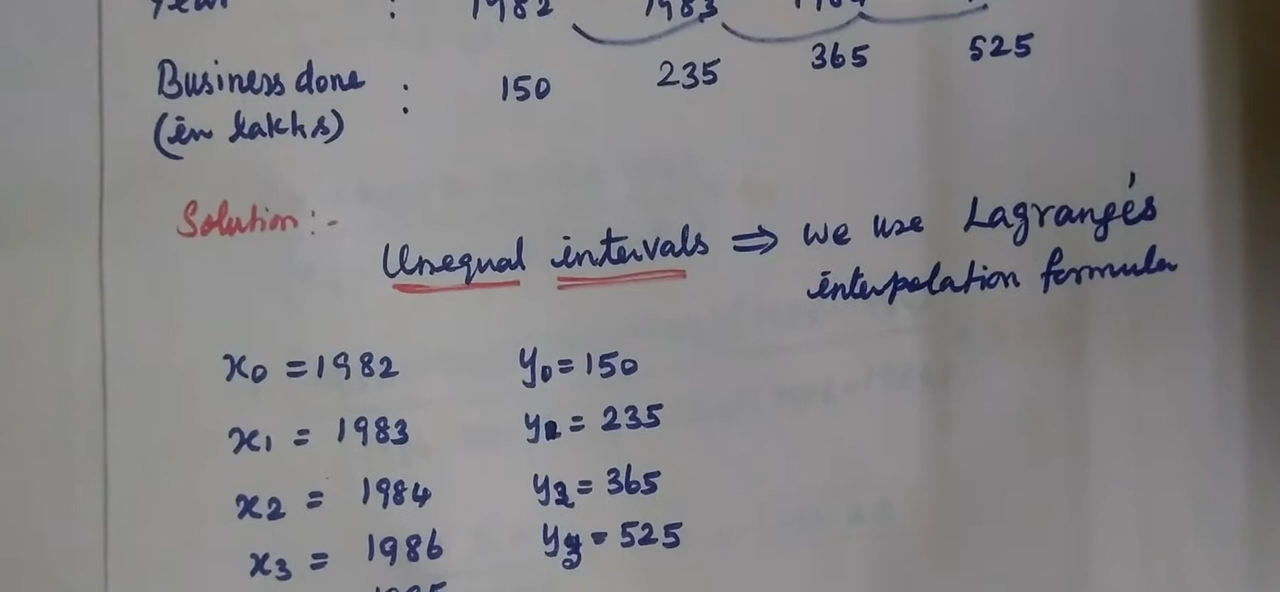 Year : 1982 1983
Business done : 150 235 365 525
(in lakhs)
Solution :-
Unequal intervals ⇒ we use Lagrange's
interpolation formula
x0 = 1982 y0 = 150
x1 = 1983 y1 = 235
x2 = 1984 y2 = 365
x3 = 1986 y3 = 525